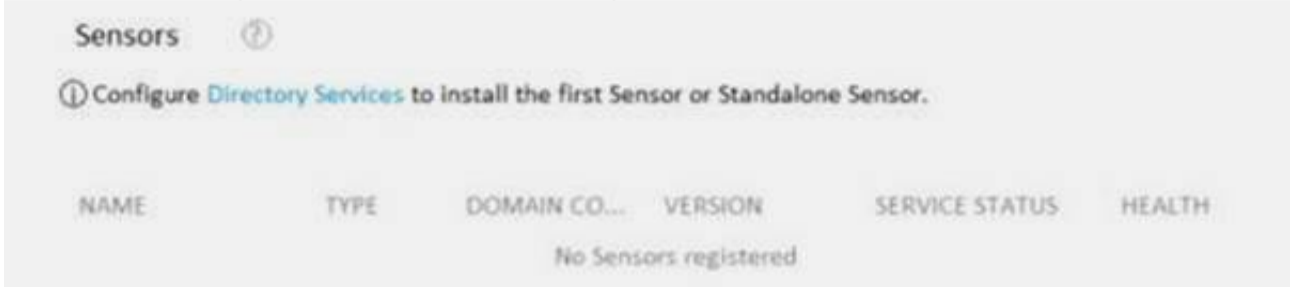 Sensors ?
ⓘ Configure Directory Services to install the first Sensor or Standalone Sensor.
NAME TYPE DOMAIN CO... VERSION SERVICE STATUS HEALTH
No Sensors registered